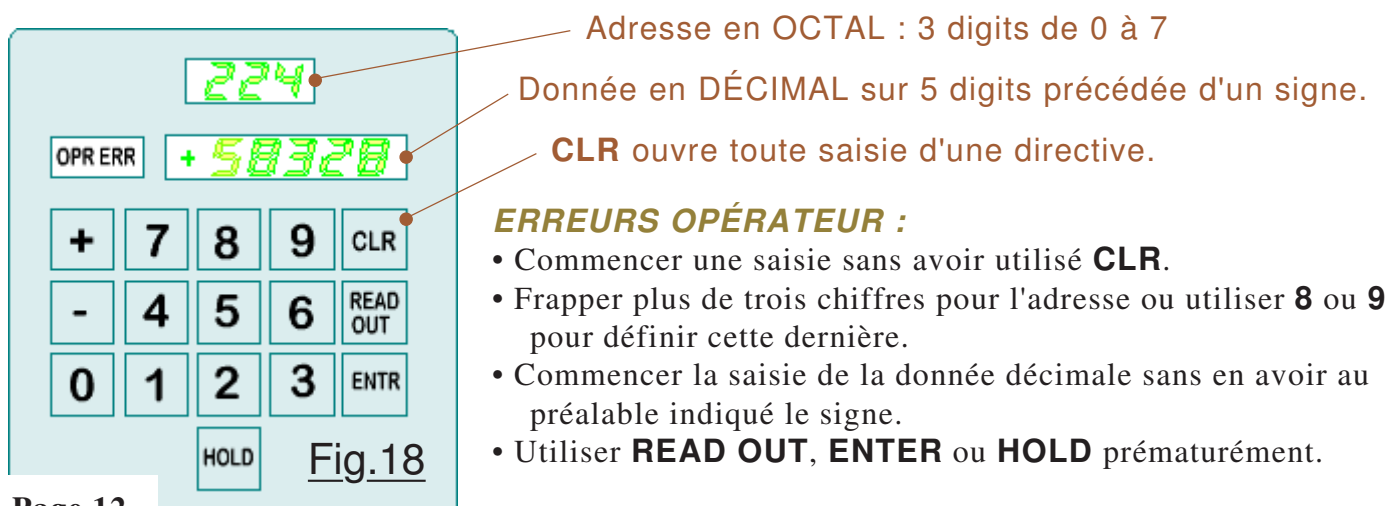 Adresse en OCTAL : 3 digits de 0 à 7
224
Donnée en DÉCIMAL sur 5 digits précédée d'un signe.
OPR ERR + 58328
CLR ouvre toute saisie d'une directive.
+ 7 8 9 CLR
- 4 5 6 READ OUT
0 1 2 3 ENTR
HOLD
Fig.18
ERREURS OPÉRATEUR :
• Commencer une saisie sans avoir utilisé CLR.
• Frapper plus de trois chiffres pour l'adresse ou utiliser 8 ou 9
pour définir cette dernière.
• Commencer la saisie de la donnée décimale sans en avoir au
préalable indiqué le signe.
• Utiliser READ OUT, ENTER ou HOLD prématurément.
Page 12